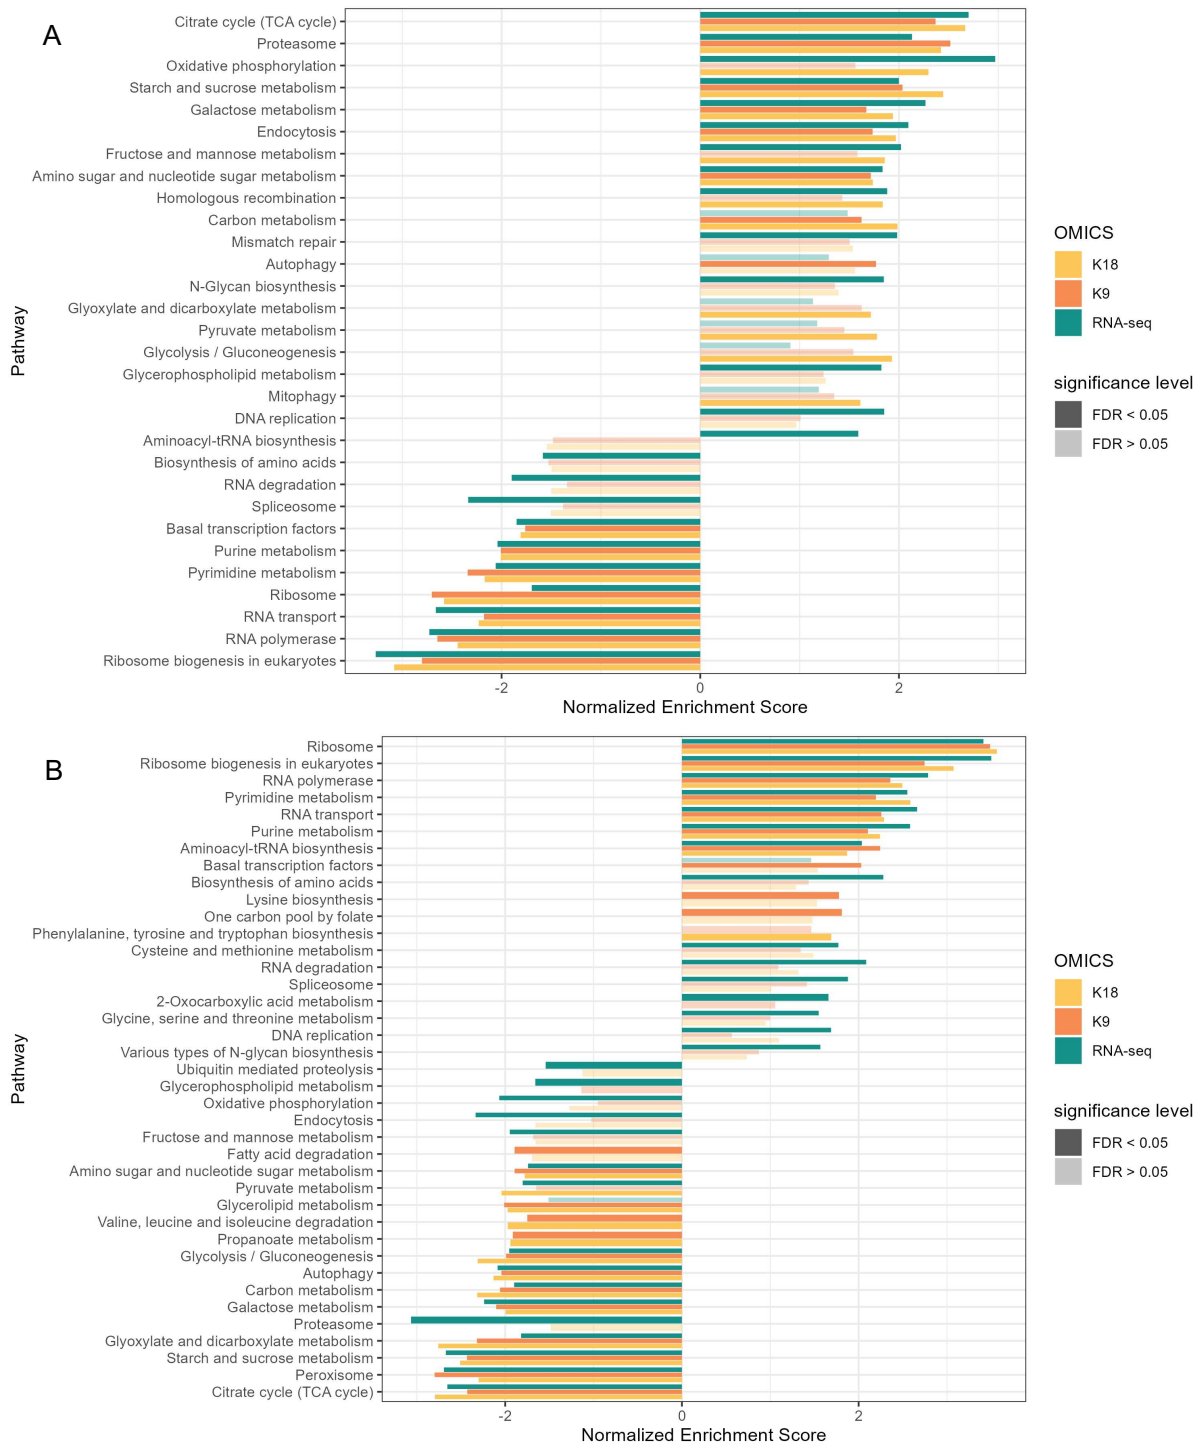 A
Citrate cycle (TCA cycle)
Proteasome
Oxidative phosphorylation
Starch and sucrose metabolism
Galactose metabolism
Endocytosis
Fructose and mannose metabolism
Amino sugar and nucleotide sugar metabolism
Homologous recombination
Carbon metabolism
Mismatch repair
Autophagy
N-Glycan biosynthesis
Glyoxylate and dicarboxylate metabolism
Pyruvate metabolism
Glycolysis / Gluconeogenesis
Glycerophospholipid metabolism
Mitophagy
DNA replication
Aminoacyl-tRNA biosynthesis
Biosynthesis of amino acids
RNA degradation
Spliceosome
Basal transcription factors
Purine metabolism
Pyrimidine metabolism
Ribosome
RNA transport
RNA polymerase
Ribosome biogenesis in eukaryotes
Pathway
-2 0 2
Normalized Enrichment Score
OMICS
K18
K9
RNA-seq
significance level
FDR < 0.05
FDR > 0.05
B
Ribosome
Ribosome biogenesis in eukaryotes
RNA polymerase
Pyrimidine metabolism
RNA transport
Purine metabolism
Aminoacyl-tRNA biosynthesis
Basal transcription factors
Biosynthesis of amino acids
Lysine biosynthesis
One carbon pool by folate
Phenylalanine, tyrosine and tryptophan biosynthesis
Cysteine and methionine metabolism
RNA degradation
Spliceosome
2-Oxocarboxylic acid metabolism
Glycine, serine and threonine metabolism
DNA replication
Various types of N-glycan biosynthesis
Ubiquitin mediated proteolysis
Glycerophospholipid metabolism
Oxidative phosphorylation
Endocytosis
Fructose and mannose metabolism
Fatty acid degradation
Amino sugar and nucleotide sugar metabolism
Pyruvate metabolism
Glycerolipid metabolism
Valine, leucine and isoleucine degradation
Propanoate metabolism
Glycolysis / Gluconeogenesis
Autophagy
Carbon metabolism
Galactose metabolism
Proteasome
Glyoxylate and dicarboxylate metabolism
Starch and sucrose metabolism
Peroxisome
Citrate cycle (TCA cycle)
Pathway
-2 0 2
Normalized Enrichment Score
OMICS
K18
K9
RNA-seq
significance level
FDR < 0.05
FDR > 0.05